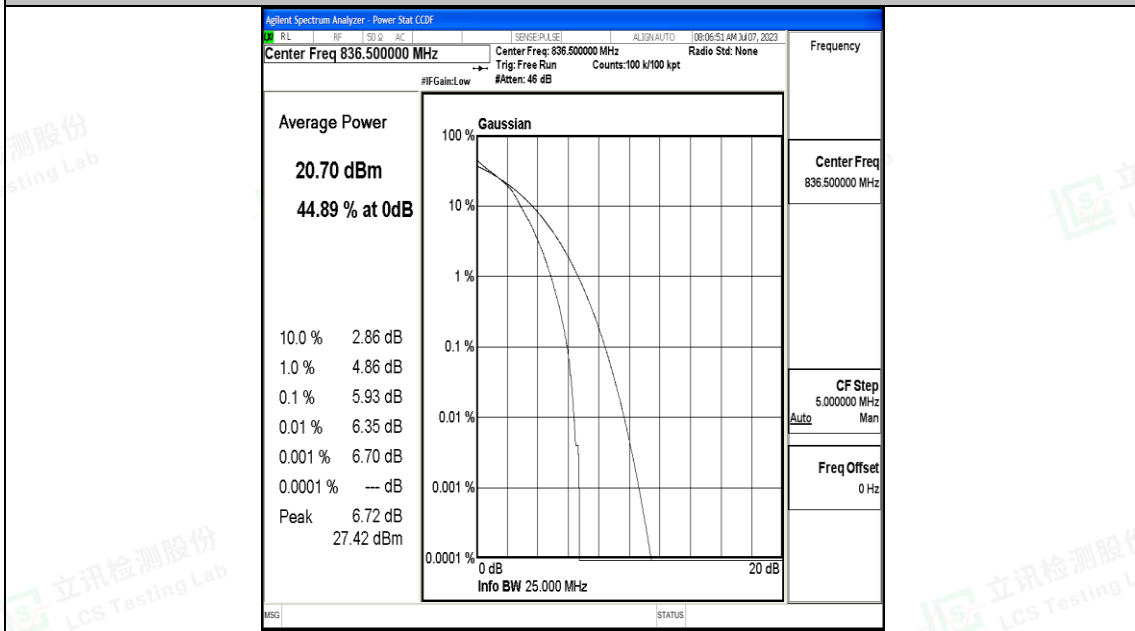 Agilent Spectrum Analyzer - Power Stat CCDF
RL RF 50 Ω AC SENSE:PULSE ALIGN AUTO 08:06:51 AM Jul 07, 2023
Center Freq 836.500000 MHz
Center Freq: 836.500000 MHz Radio Std: None
Trig: Free Run Counts:100 k/100 kpt
#IFGain:Low #Atten: 46 dB
Frequency
Average Power
20.70 dBm
44.89 % at 0dB
10.0 % 2.86 dB
1.0 % 4.86 dB
0.1 % 5.93 dB
0.01 % 6.35 dB
0.001 % 6.70 dB
0.0001 % --- dB
Peak 6.72 dB
27.42 dBm
Gaussian
100 %
10 %
1 %
0.1 %
0.01 %
0.001 %
0.0001 %
0 dB 20 dB
Info BW 25.000 MHz
Center Freq
836.500000 MHz
CF Step
5.000000 MHz
Auto Man
Freq Offset
0 Hz
MSG STATUS
立讯检测股份
LCS Testing Lab
立讯检测股份
LCS Testing L
测股份
sting Lab